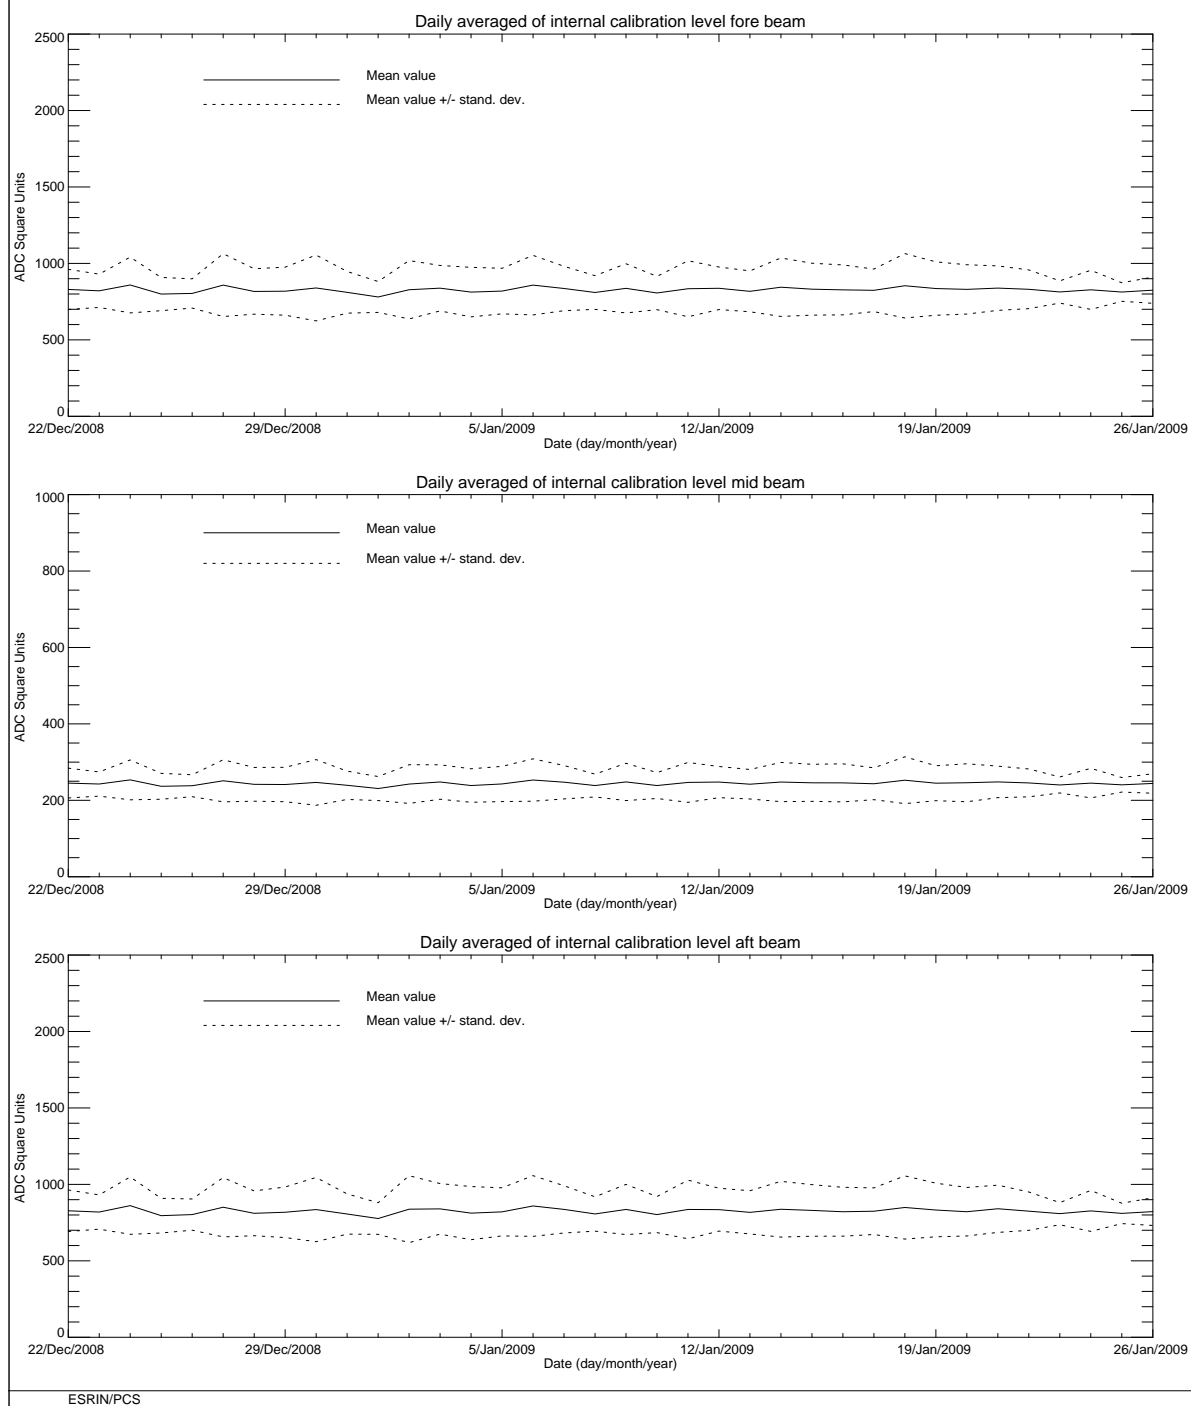 Daily averaged of internal calibration level fore beam
2500
2000
1500
1000
500
0
ADC Square Units
Mean value
Mean value +/- stand. dev.
22/Dec/2008 29/Dec/2008 5/Jan/2009 12/Jan/2009 19/Jan/2009 26/Jan/2009
Date (day/month/year)
Daily averaged of internal calibration level mid beam
1000
800
600
400
200
0
ADC Square Units
Mean value
Mean value +/- stand. dev.
22/Dec/2008 29/Dec/2008 5/Jan/2009 12/Jan/2009 19/Jan/2009 26/Jan/2009
Date (day/month/year)
Daily averaged of internal calibration level aft beam
2500
2000
1500
1000
500
0
ADC Square Units
Mean value
Mean value +/- stand. dev.
22/Dec/2008 29/Dec/2008 5/Jan/2009 12/Jan/2009 19/Jan/2009 26/Jan/2009
Date (day/month/year)
ESRIN/PCS